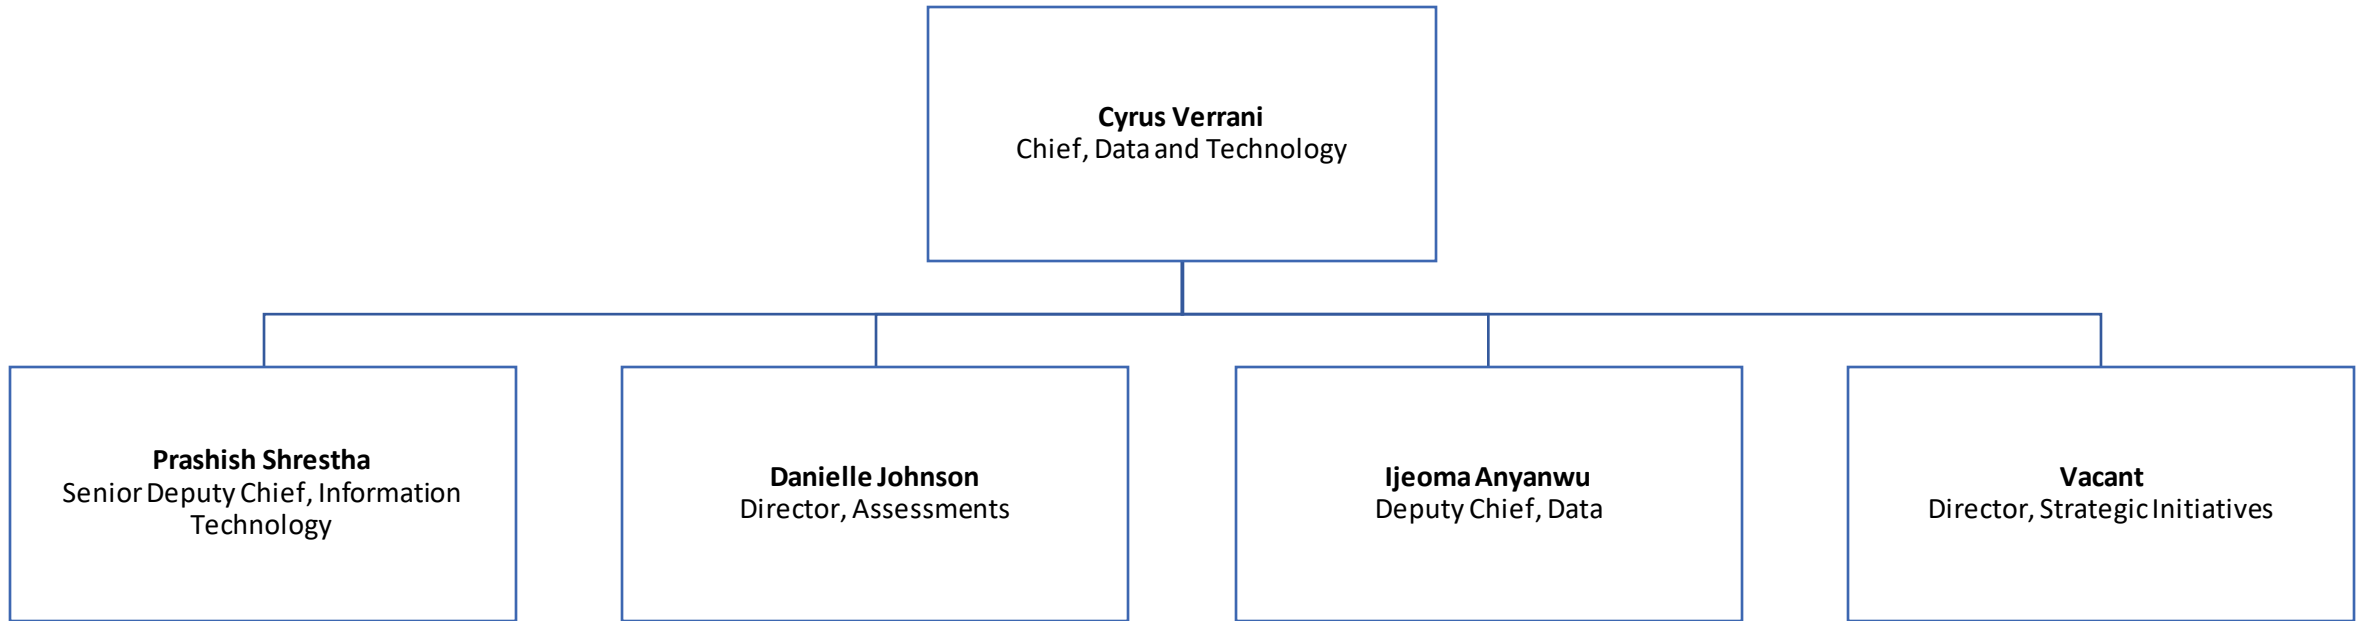 Cyrus Verrani
Chief, Data and Technology
Prashish Shrestha
Senior Deputy Chief, Information
Technology
Danielle Johnson
Director, Assessments
Ijeoma Anyanwu
Deputy Chief, Data
Vacant
Director, Strategic Initiatives